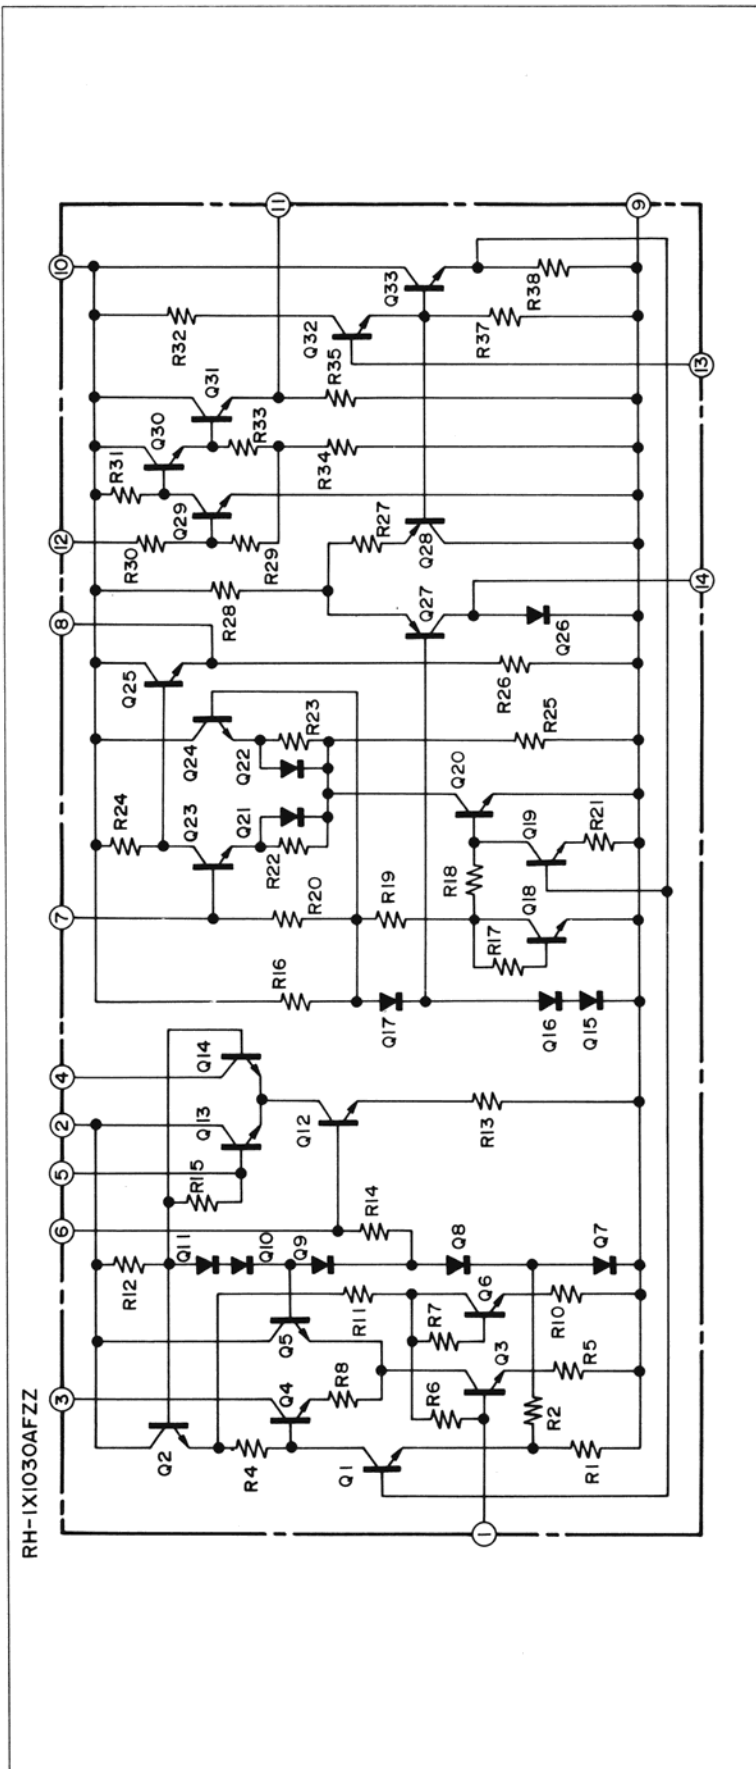 RH-IX1030AFZZ
10
11
9
R32
Q32
Q33
R38
R37
13
R35
Q31
R33
Q30
R31
Q29
R34
12
R30
R29
R27
Q28
R28
Q27
Q26
14
8
Q25
R26
R23
Q24
Q22
R25
Q20
R24
Q23
Q21
R22
Q19
R21
R18
Q18
R19
R20
7
R17
R16
Q17
Q16
Q15
4
Q14
2
Q13
Q12
R13
5
R15
6
R14
Q11
Q10
Q9
Q8
Q7
R12
R11
Q6
R7
R10
Q5
Q3
R5
3
Q4
R8
R6
R2
Q2
R4
Q1
R1
1